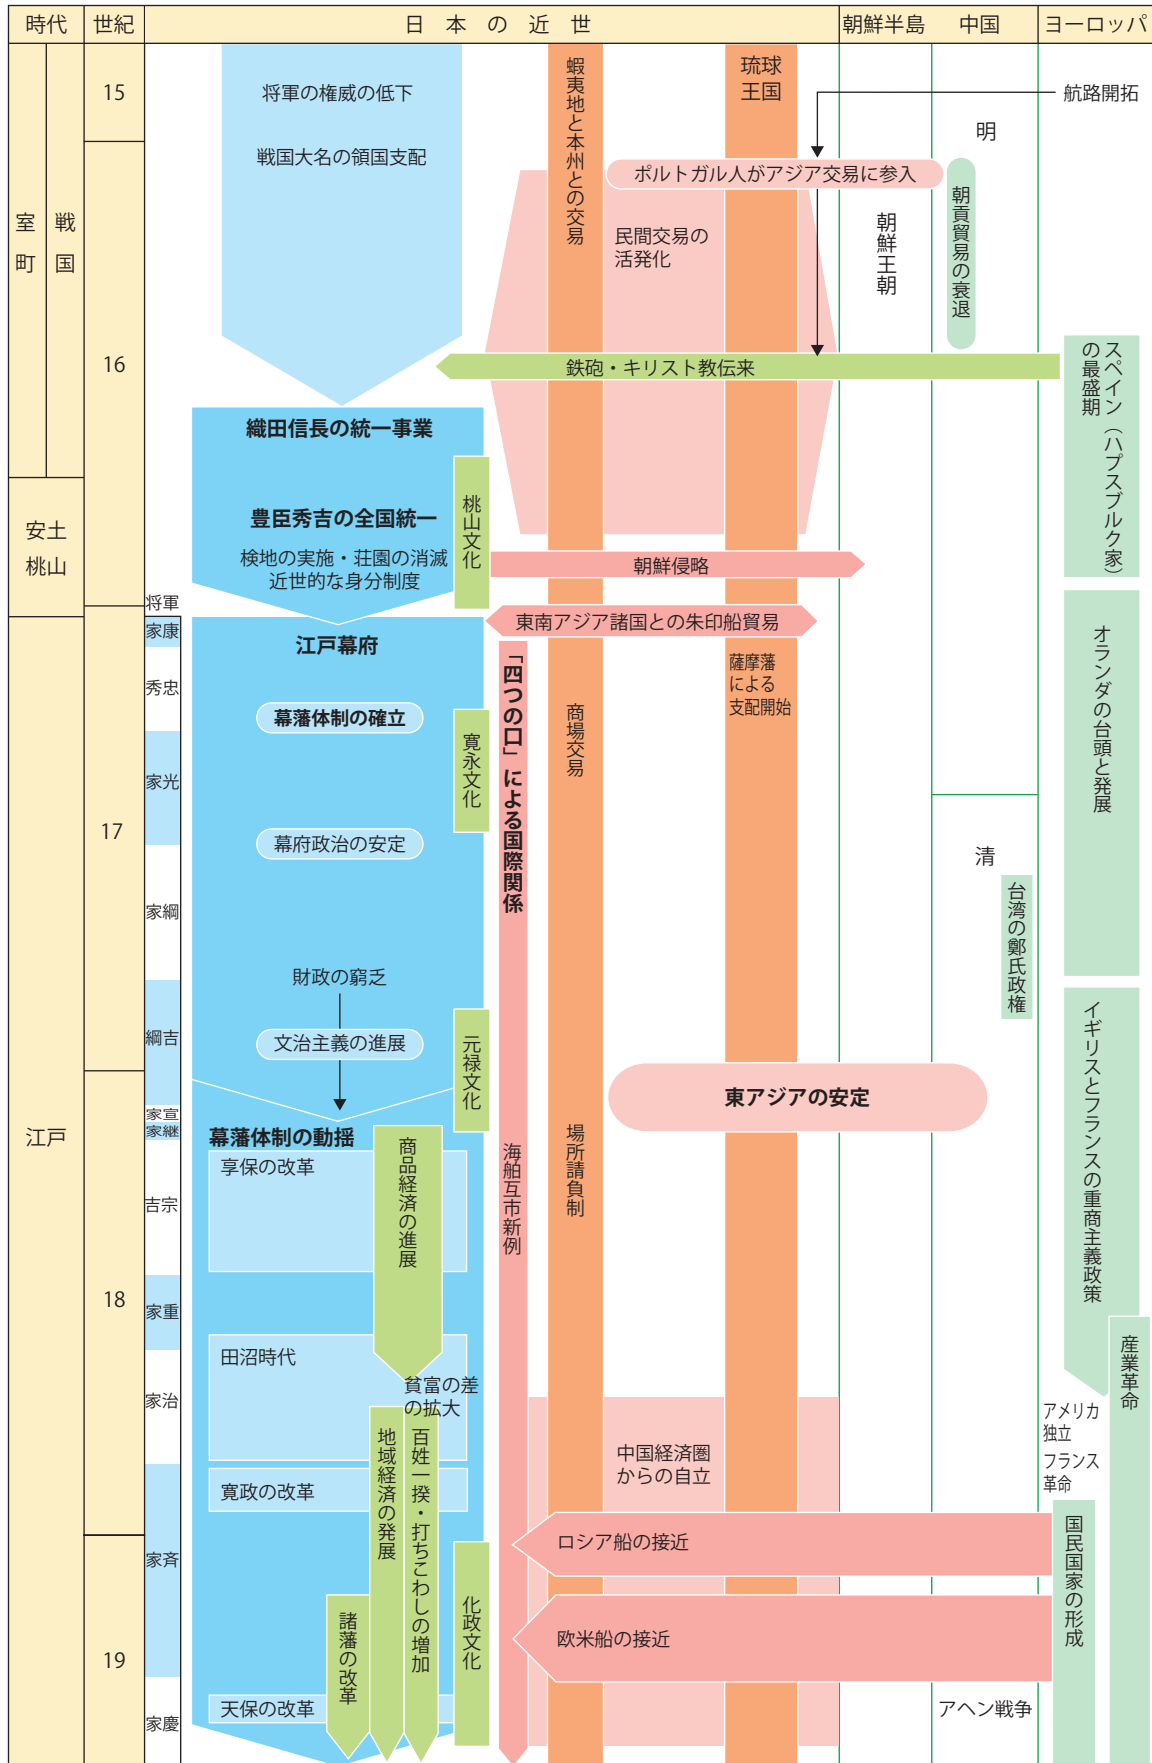 時代
世紀
日本の近世
朝鮮半島
中国
ヨーロッパ
室町
戦国
安土
桃山
江戸
15
16
17
18
19
将軍
家康
秀忠
家光
家綱
綱吉
家宣
家継
吉宗
家重
家治
家斉
家慶
将軍の権威の低下
戦国大名の領国支配
織田信長の統一事業
豊臣秀吉の全国統一
検地の実施・荘園の消滅
近世的な身分制度
江戸幕府
幕藩体制の確立
幕府政治の安定
財政の窮乏
文治主義の進展
幕藩体制の動揺
享保の改革
商品経済の進展
田沼時代
貧富の差
の拡大
寛政の改革
地域経済の発展
百姓一揆・打ちこわしの増加
諸藩の改革
天保の改革
桃山文化
寛永文化
元禄文化
化政文化
「四つの口」による国際関係
海舶互市新例
蝦夷地と本州との交易
商場交易
場所請負制
琉球
王国
薩摩藩
による
支配開始
ポルトガル人がアジア交易に参入
民間交易の
活発化
鉄砲・キリスト教伝来
朝鮮侵略
東南アジア諸国との朱印船貿易
東アジアの安定
中国経済圏
からの自立
ロシア船の接近
欧米船の接近
朝鮮王朝
明
朝貢貿易の衰退
清
台湾の鄭氏政権
アヘン戦争
航路開拓
スペイン（ハプスブルク家）
の最盛期
オランダの台頭と発展
イギリスとフランスの重商主義政策
産業革命
アメリカ
独立
フランス
革命
国民国家の形成